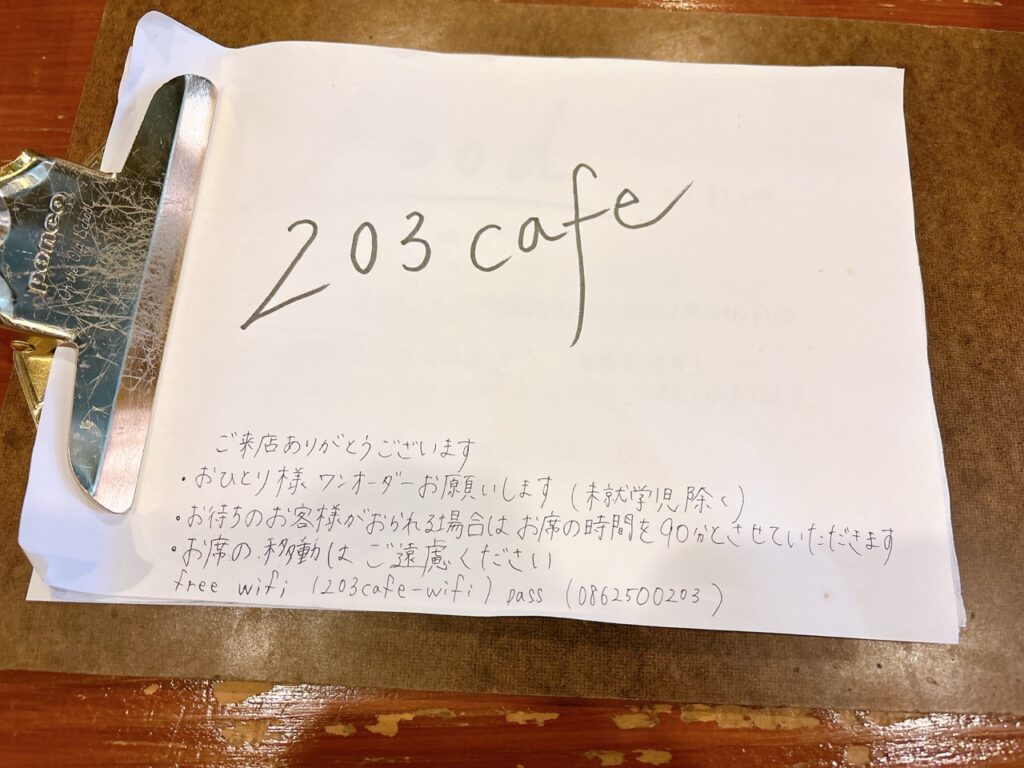 203 cafe
ご来店ありがとうございます
・おひとり様 ワンオーダーお願いします (未就学児除く)
・お待ちのお客様がおられる場合は お席の時間を90分とさせていただきます
・お席の移動は ご遠慮ください
free wifi (203cafe-wifi) pass (0862500203)
ponco